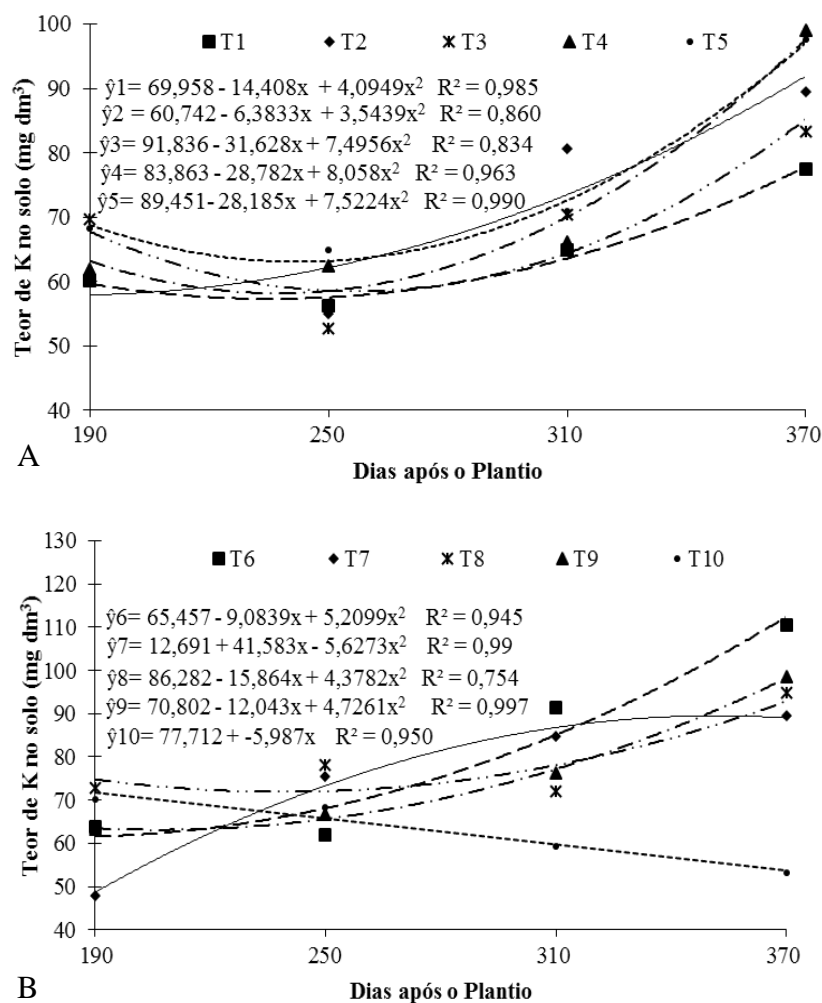 100
T1 T2 T3 T4 T5
90
ŷ1= 69,958 - 14,408x + 4,0949x² R² = 0,985
ŷ2 = 60,742 - 6,3833x + 3,5439x² R² = 0,860
ŷ3 = 91,836 - 31,628x + 7,4956x² R² = 0,834
ŷ4 = 83,863 - 28,782x + 8,058x² R² = 0,963
ŷ5= 89,451- 28,185x + 7,5224x² R² = 0,990
80
70
60
50
40
Teor de K no solo (mg dm³)
190 250 310 370
Dias após o Plantio
A
130
T6 T7 T8 T9 T10
120
110
ŷ6= 65,457 - 9,0839x + 5,2099x² R² = 0,945
ŷ7= 12,691 + 41,583x - 5,6273x² R² = 0,99
ŷ8= 86,282 - 15,864x + 4,3782x² R² = 0,754
ŷ9= 70,802 - 12,043x + 4,7261x² R² = 0,997
ŷ10= 77,712 + -5,987x R² = 0,950
100
90
80
70
60
50
40
Teor de K no solo (mg dm³)
190 250 310 370
Dias após o Plantio
B